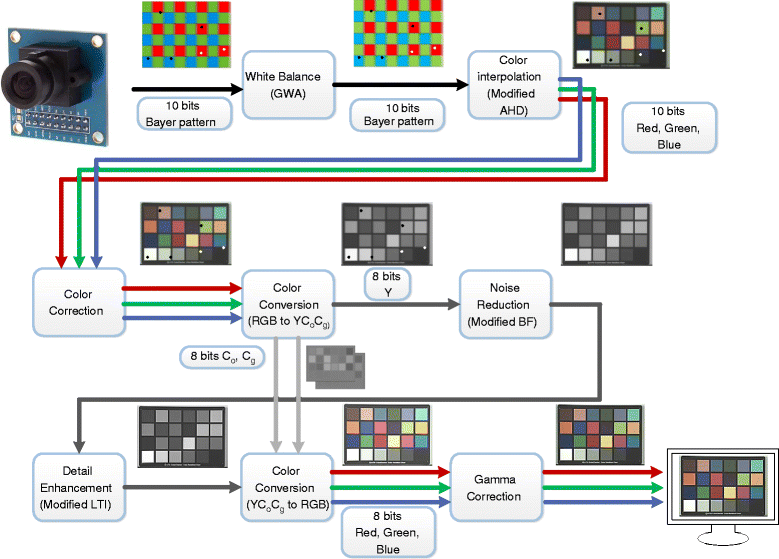 White Balance
(GWA)
Color
interpolation
(Modified
AHD)
10 bits
Bayer pattern
10 bits
Bayer pattern
10 bits
Red, Green,
Blue
Color
Correction
Color
Conversion
(RGB to YCoCg)
8 bits
Y
Noise
Reduction
(Modified BF)
8 bits Co, Cg
Detail
Enhancement
(Modified LTI)
Color
Conversion
(YCoCg to RGB)
Gamma
Correction
8 bits
Red, Green,
Blue